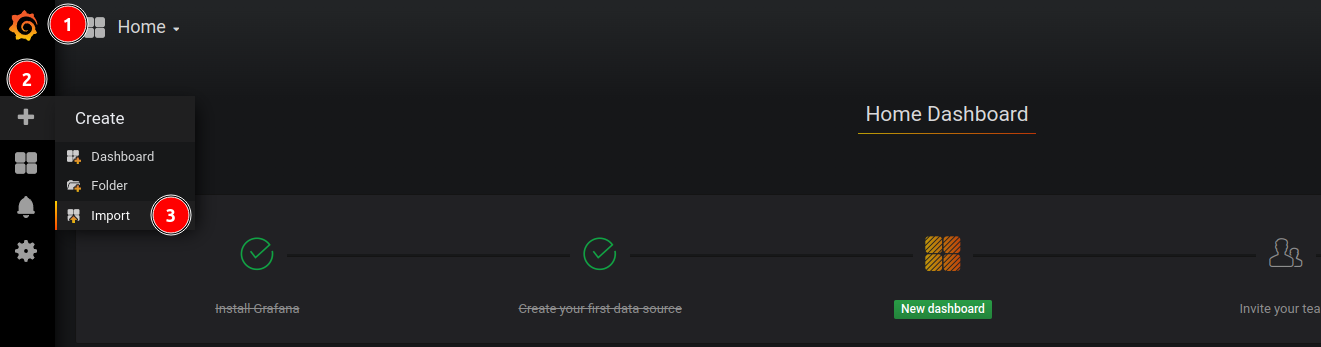 1
Home
2
Create
Home Dashboard
Dashboard
Folder
Import 3
Install Grafana
Create your first data source
New dashboard
Invite your tea